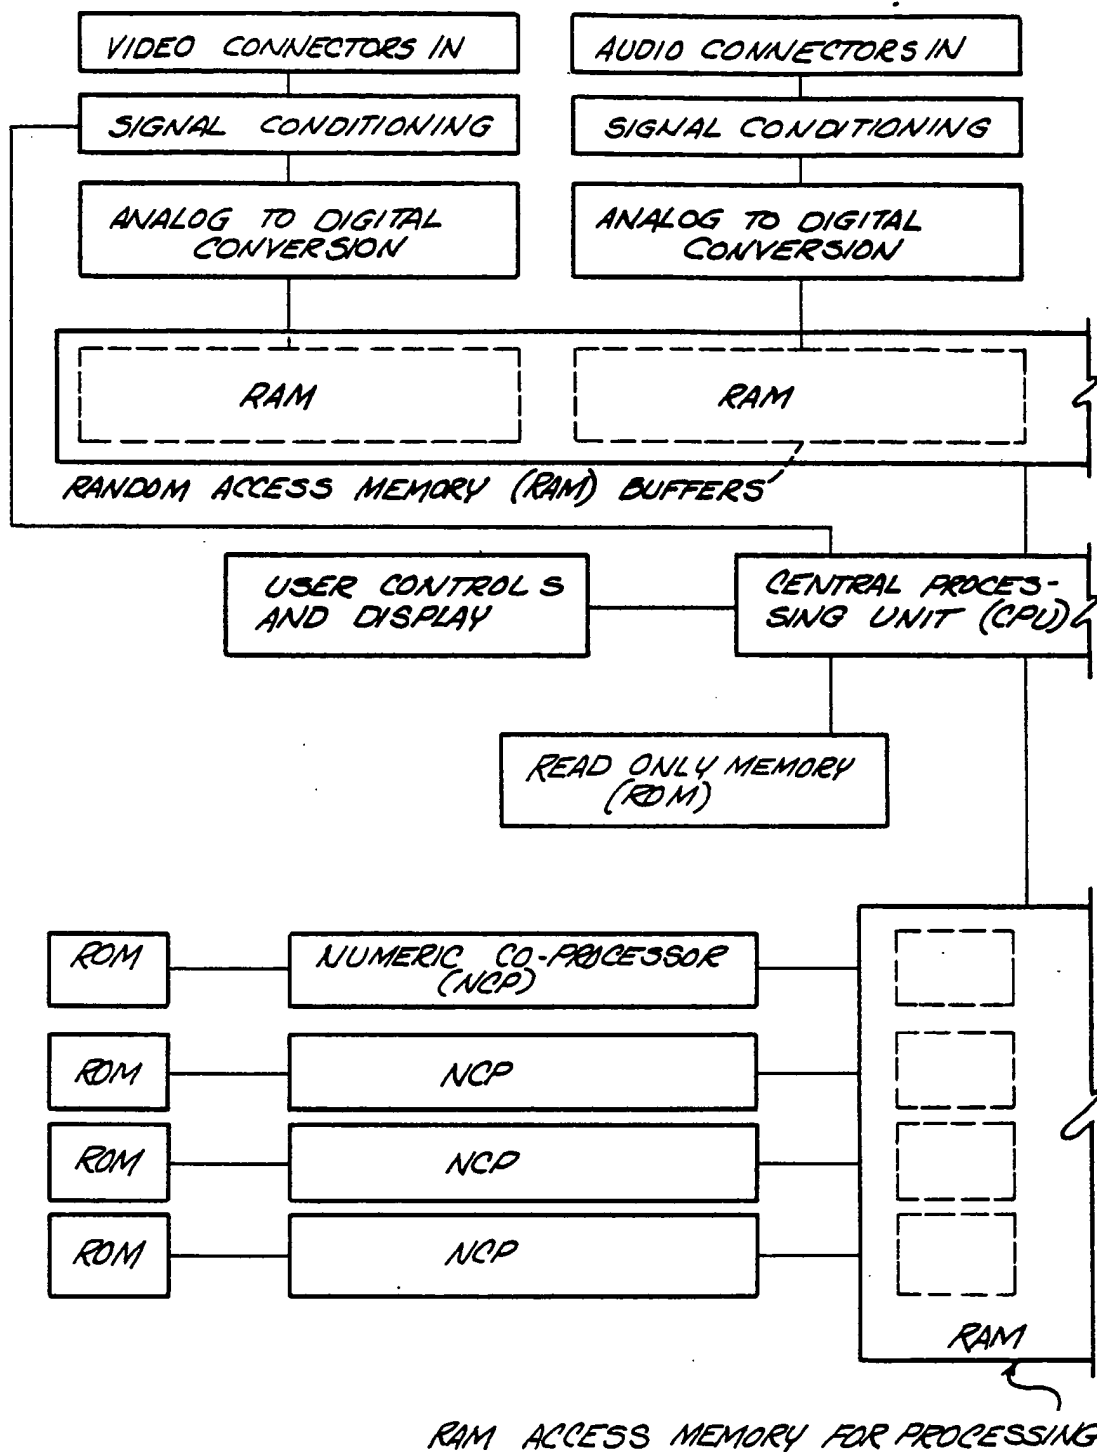 VIDEO CONNECTORS IN
AUDIO CONNECTORS IN
SIGNAL CONDITIONING
SIGNAL CONDITIONING
ANALOG TO DIGITAL
CONVERSION
ANALOG TO DIGITAL
CONVERSION
RAM
RAM
RANDOM ACCESS MEMORY (RAM) BUFFERS
USER CONTROLS
AND DISPLAY
CENTRAL PROCES-
SING UNIT (CPU)
READ ONLY MEMORY
(ROM)
ROM
NUMERIC CO-PROCESSOR
(NCP)
ROM
NCP
ROM
NCP
ROM
NCP
RAM
RAM ACCESS MEMORY FOR PROCESSING